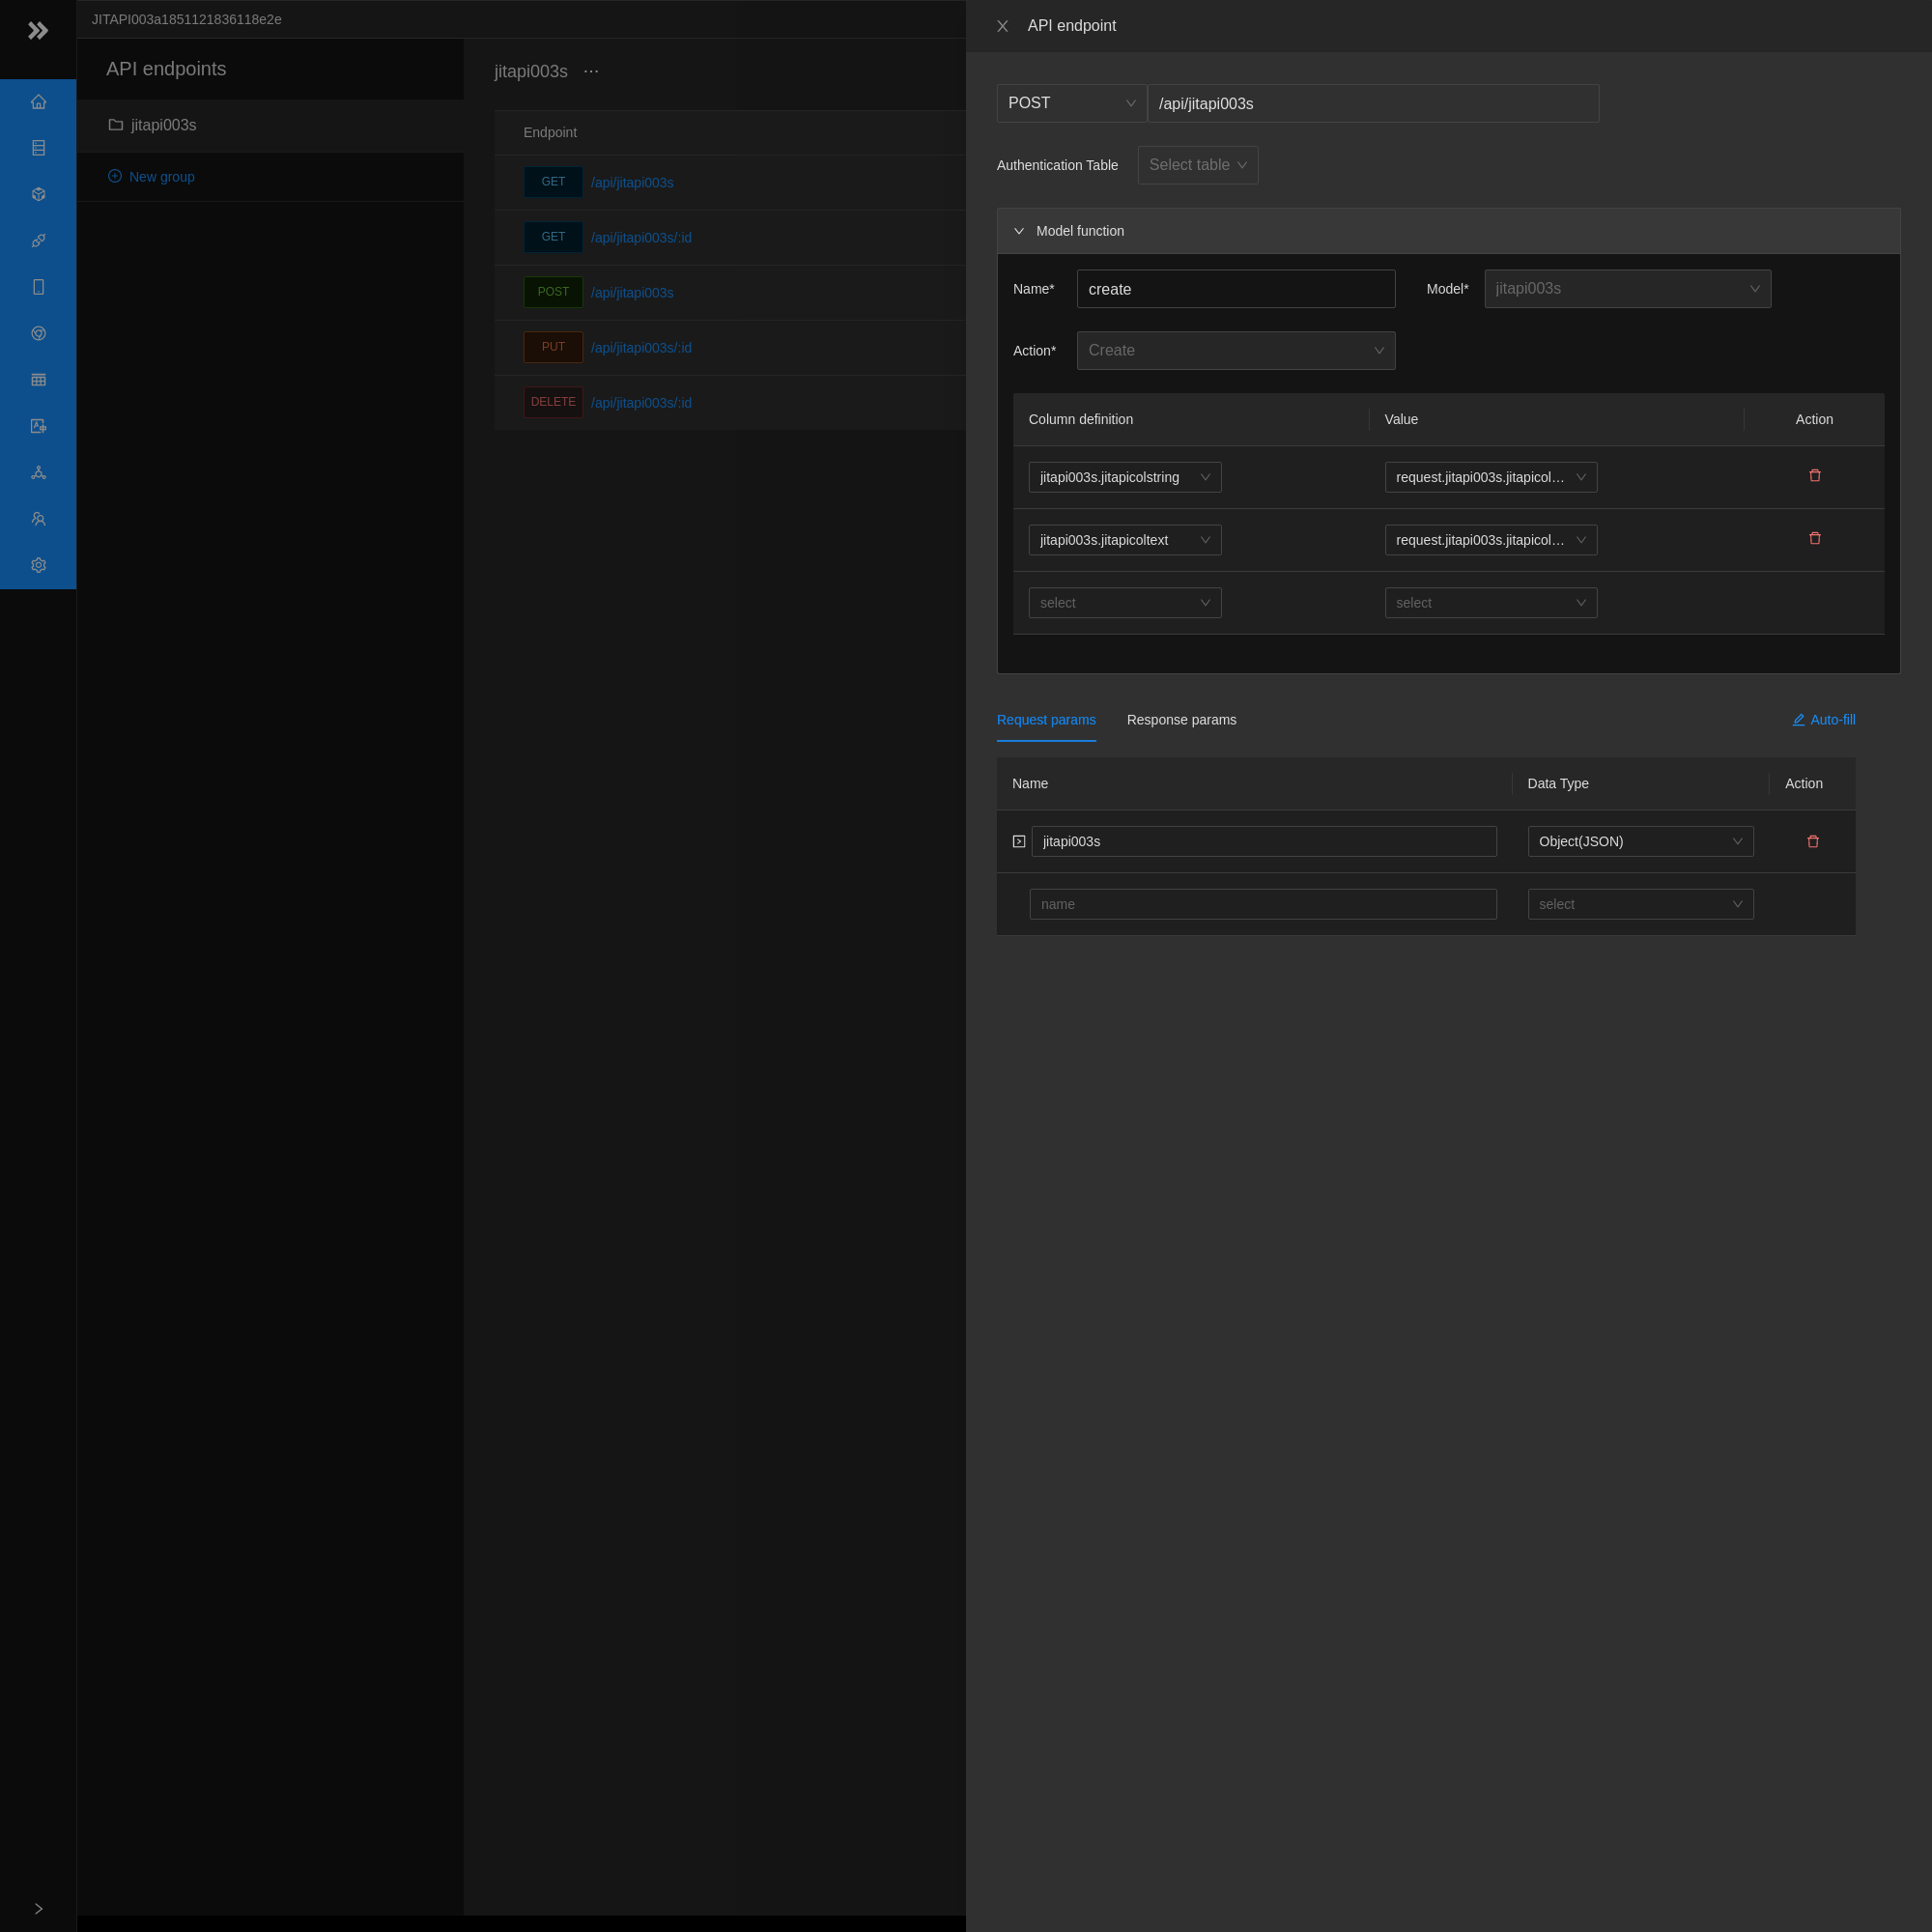 JITAPI003a1851121836118e2e
API endpoints
jitapi003s
New group
jitapi003s ···
Endpoint
GET /api/jitapi003s
GET /api/jitapi003s/:id
POST /api/jitapi003s
PUT /api/jitapi003s/:id
DELETE /api/jitapi003s/:id
API endpoint
POST /api/jitapi003s
Authentication Table Select table
Model function
Name* create Model* jitapi003s
Action* Create
Column definition Value Action
jitapi003s.jitapicolstring request.jitapi003s.jitapicol…
jitapi003s.jitapicoltext request.jitapi003s.jitapicol…
select select
Request params Response params Auto-fill
Name Data Type Action
jitapi003s Object(JSON)
name select